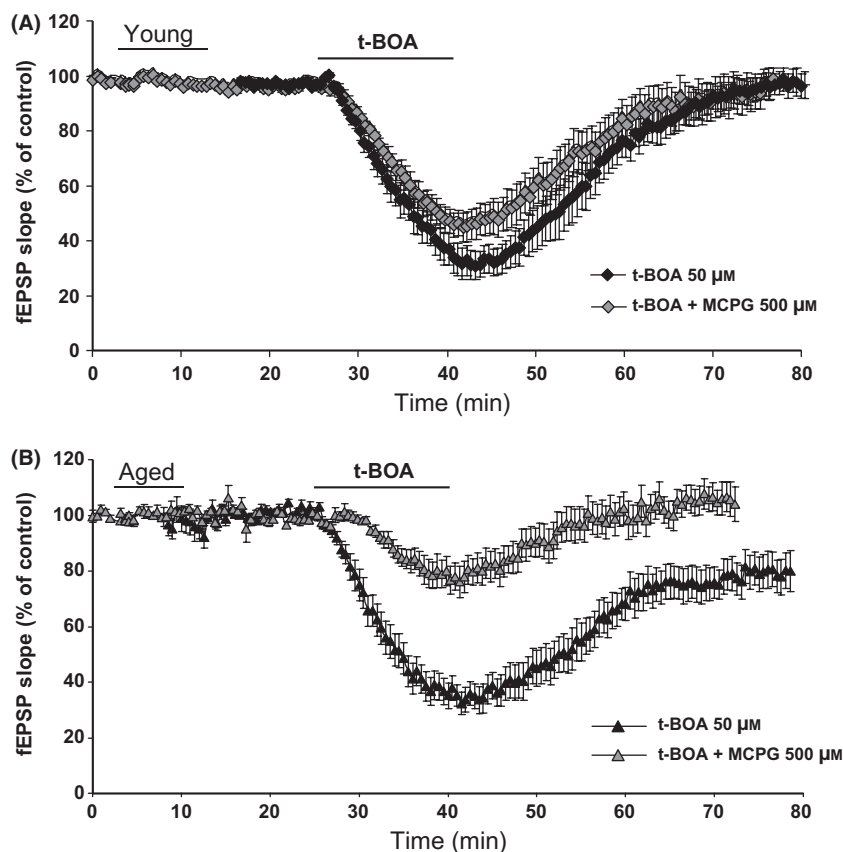 (A)
Young
t-BOA
fEPSP slope (% of control)
120
100
80
60
40
20
0
t-BOA 50 µM
t-BOA + MCPG 500 µM
0 10 20 30 40 50 60 70 80
Time (min)
(B)
Aged
t-BOA
fEPSP slope (% of control)
120
100
80
60
40
20
0
t-BOA 50 µM
t-BOA + MCPG 500 µM
0 10 20 30 40 50 60 70 80
Time (min)